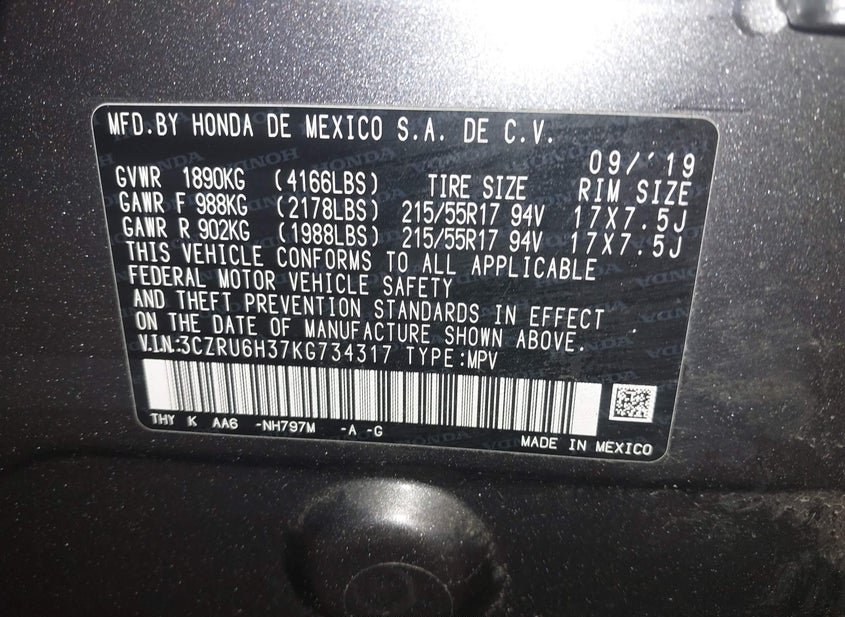 MFD.BY HONDA DE MEXICO S.A. DE C.V.
09/'19
GVWR 1890KG (4166LBS) TIRE SIZE RIM SIZE
GAWR F 988KG (2178LBS) 215/55R17 94V 17X7.5J
GAWR R 902KG (1988LBS) 215/55R17 94V 17X7.5J
THIS VEHICLE CONFORMS TO ALL APPLICABLE
FEDERAL MOTOR VEHICLE SAFETY
AND THEFT PREVENTION STANDARDS IN EFFECT
ON THE DATE OF MANUFACTURE SHOWN ABOVE.
V.I.N.:3CZRU6H37KG734317 TYPE:MPV
THY K AA6 -NH797M -A -G
MADE IN MEXICO